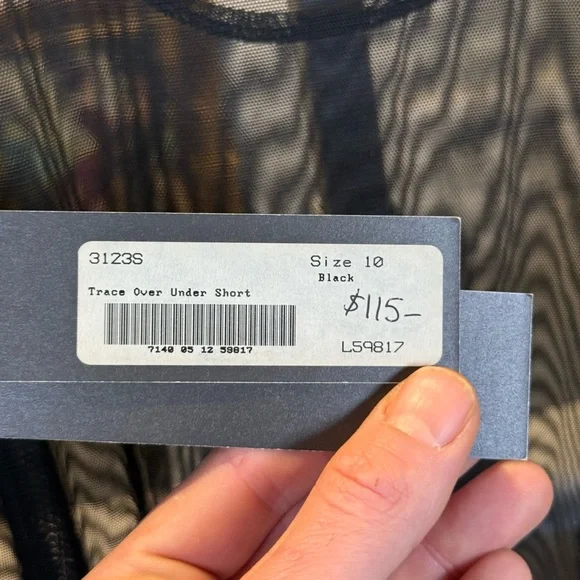 3123S
Size 10
Black
Trace Over Under Short
$115-
7140 05 12 59817
L59817